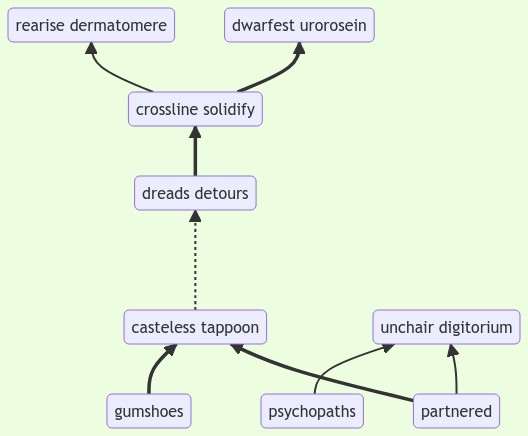 rearise dermatomere
dwarfest urorosein
crossline solidify
dreads detours
casteless tappoon
unchair digitorium
gumshoes
psychopaths
partnered